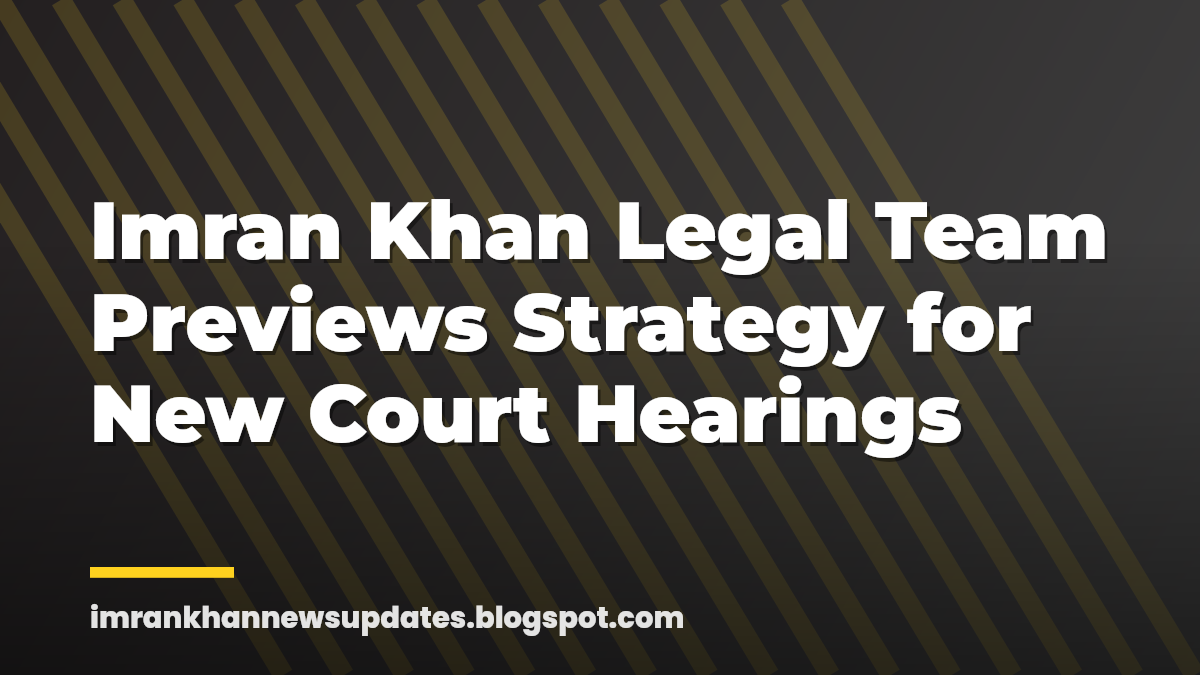 Imran Khan Legal Team
Previews Strategy for
New Court Hearings
imrankhannewsupdates.blogspot.com